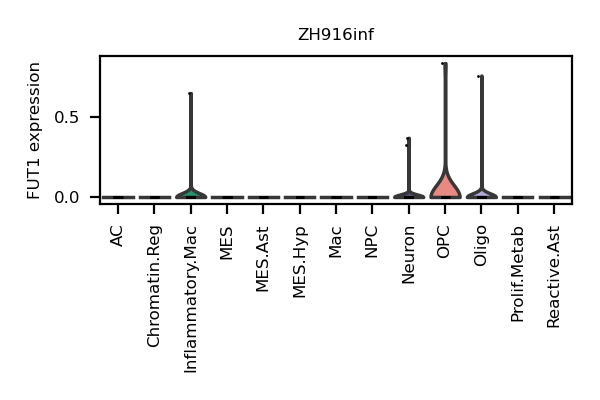 ZH916inf
FUT1 expression
0.5
0.0
AC
Chromatin.Reg
Inflammatory.Mac
MES
MES.Ast
MES.Hyp
Mac
NPC
Neuron
OPC
Oligo
Prolif.Metab
Reactive.Ast